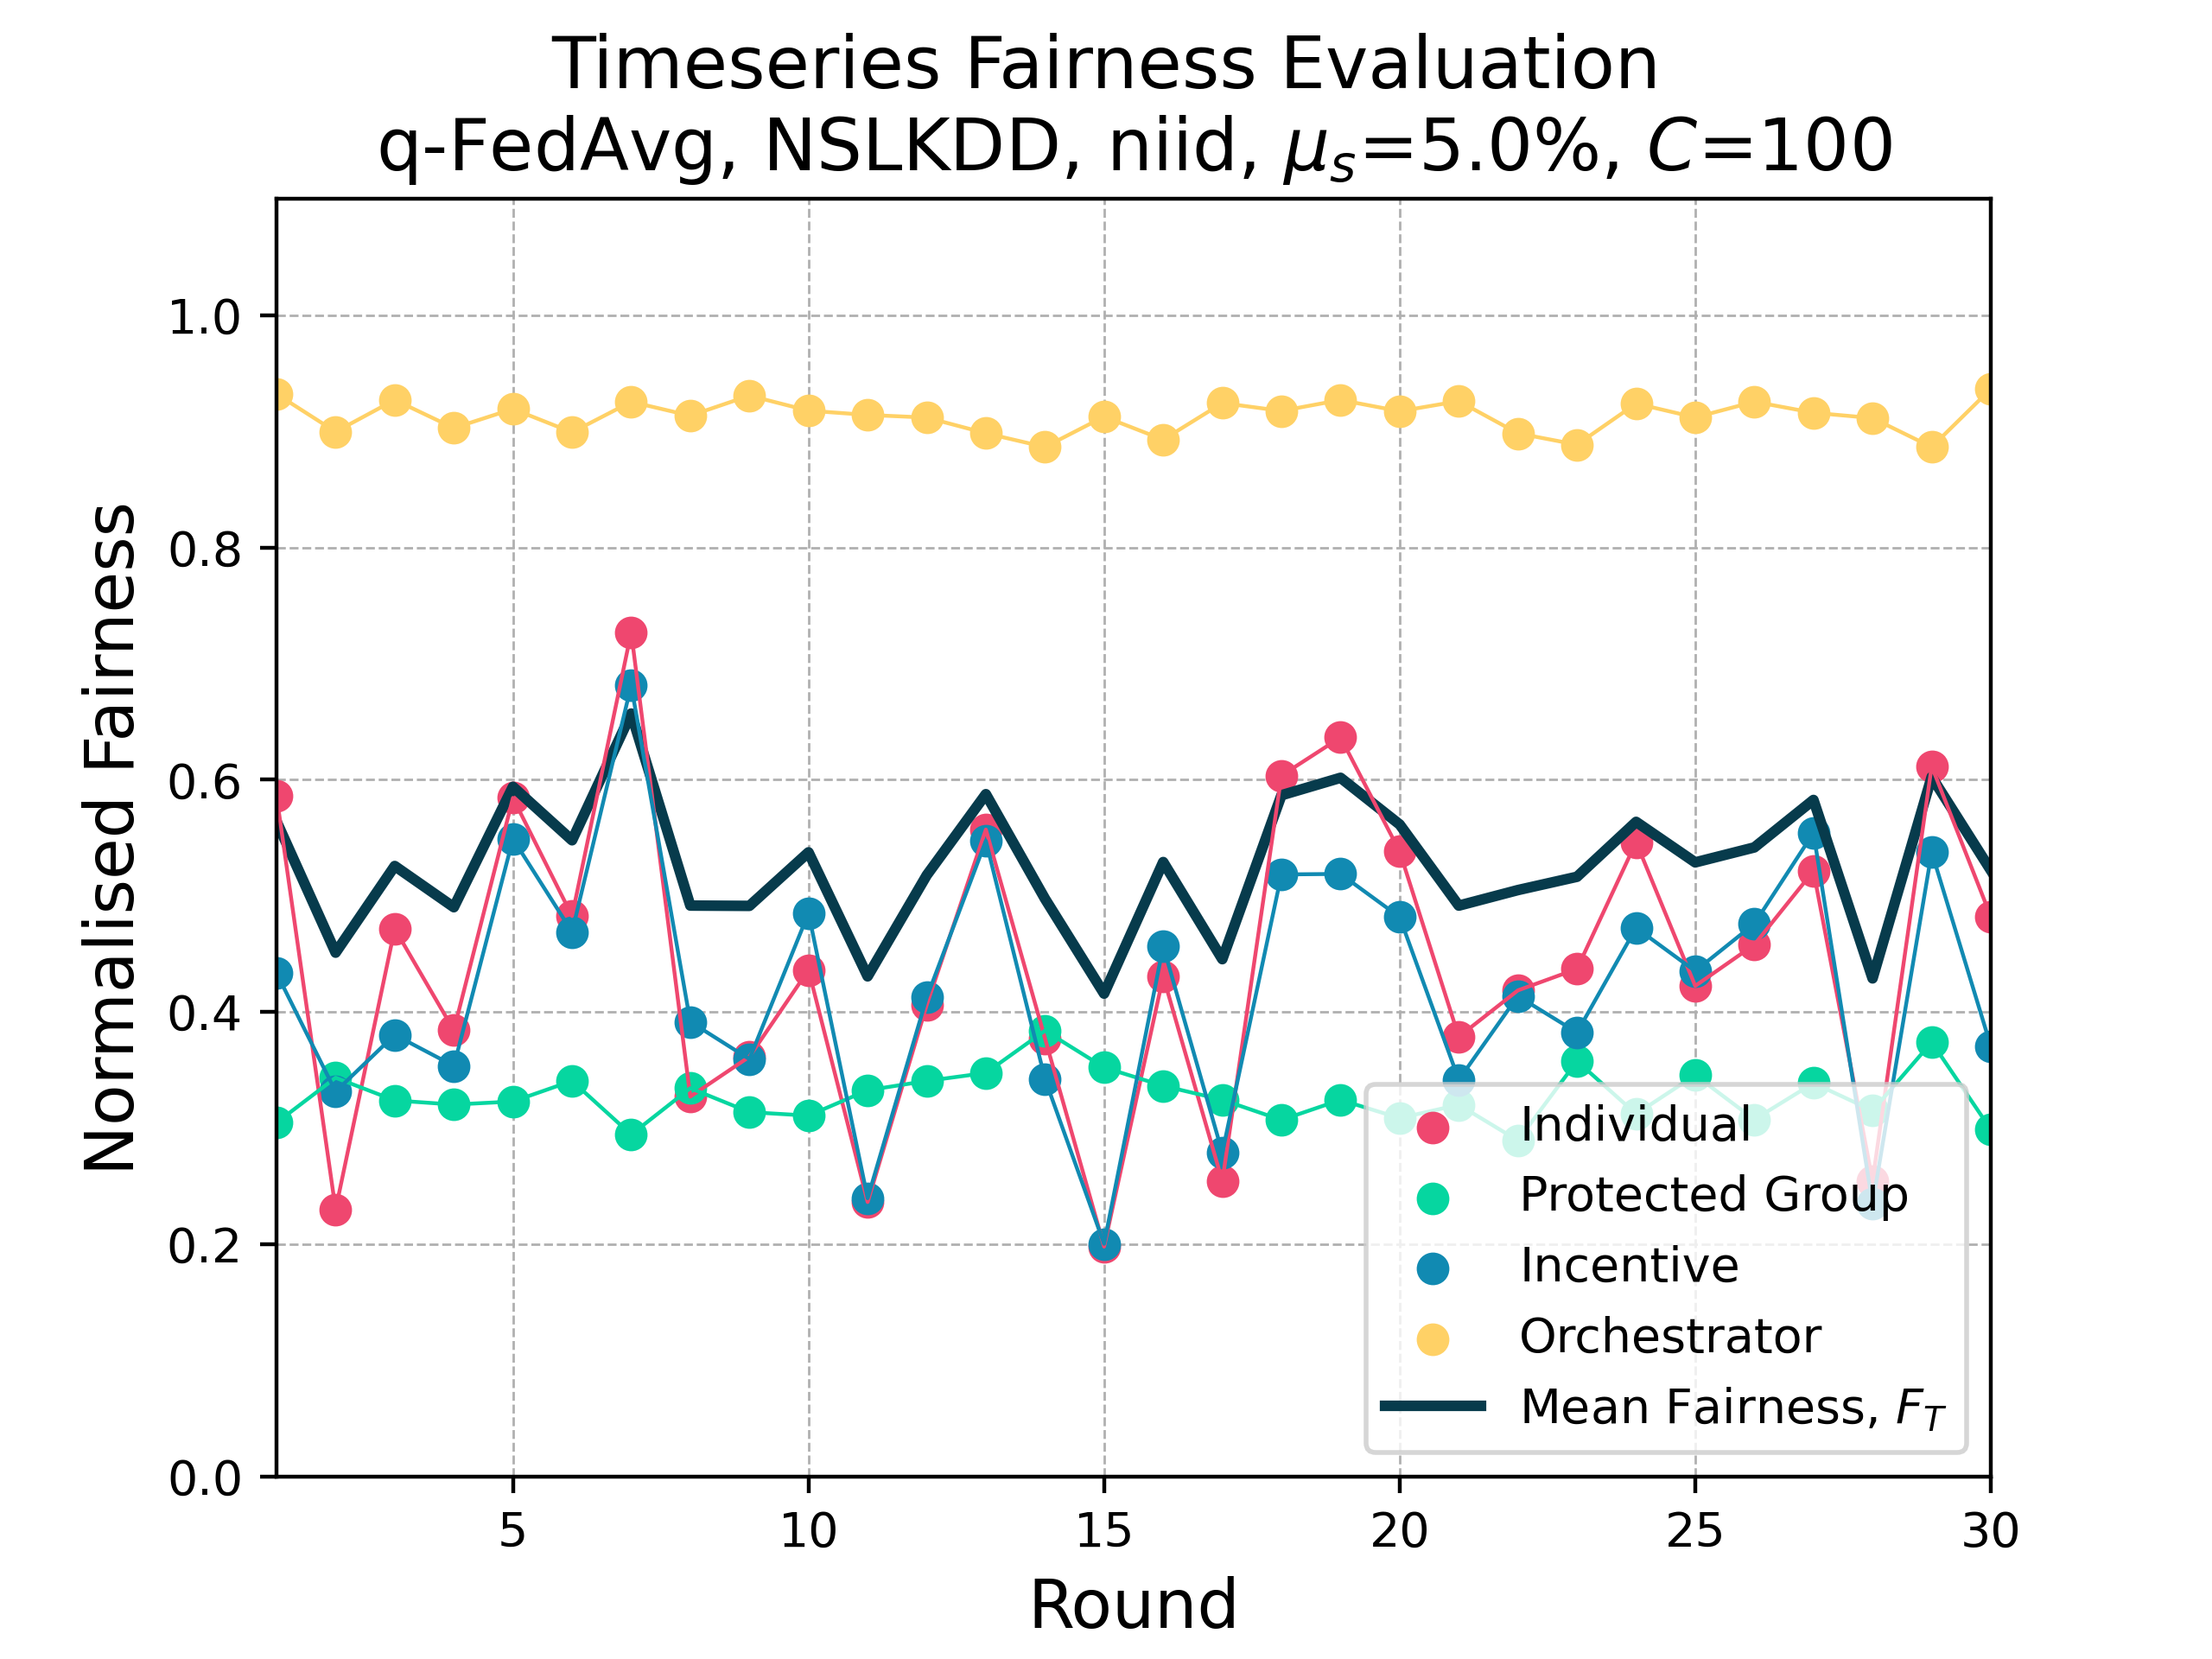 Timeseries Fairness Evaluation
q-FedAvg, NSLKDD, niid, μₛ=5.0%, C=100
Normalised Fairness
1.0
0.8
0.6
0.4
0.2
0.0
Individual
Protected Group
Incentive
Orchestrator
Mean Fairness, F_T
5 10 15 20 25 30
Round